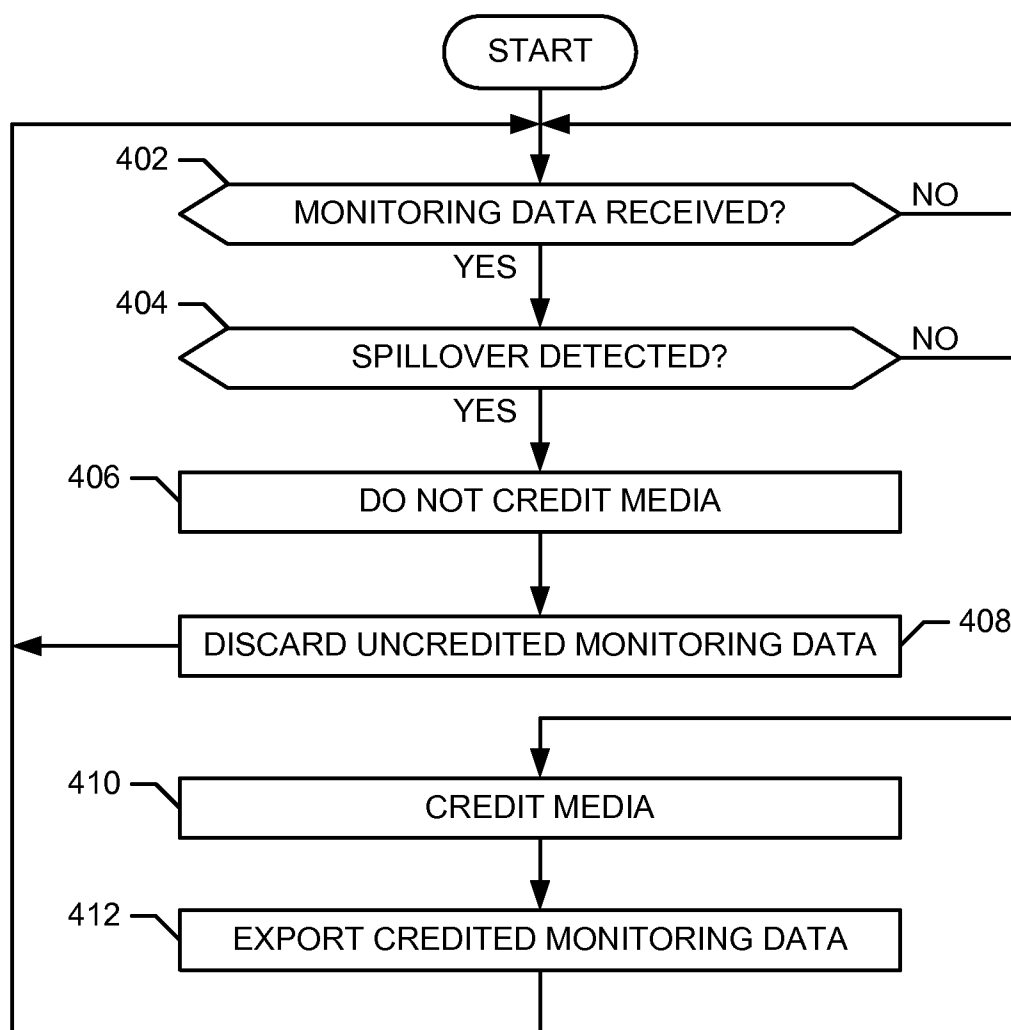 START
402
MONITORING DATA RECEIVED?
NO
YES
404
SPILLOVER DETECTED?
NO
YES
406
DO NOT CREDIT MEDIA
DISCARD UNCREDITED MONITORING DATA
408
410
CREDIT MEDIA
412
EXPORT CREDITED MONITORING DATA